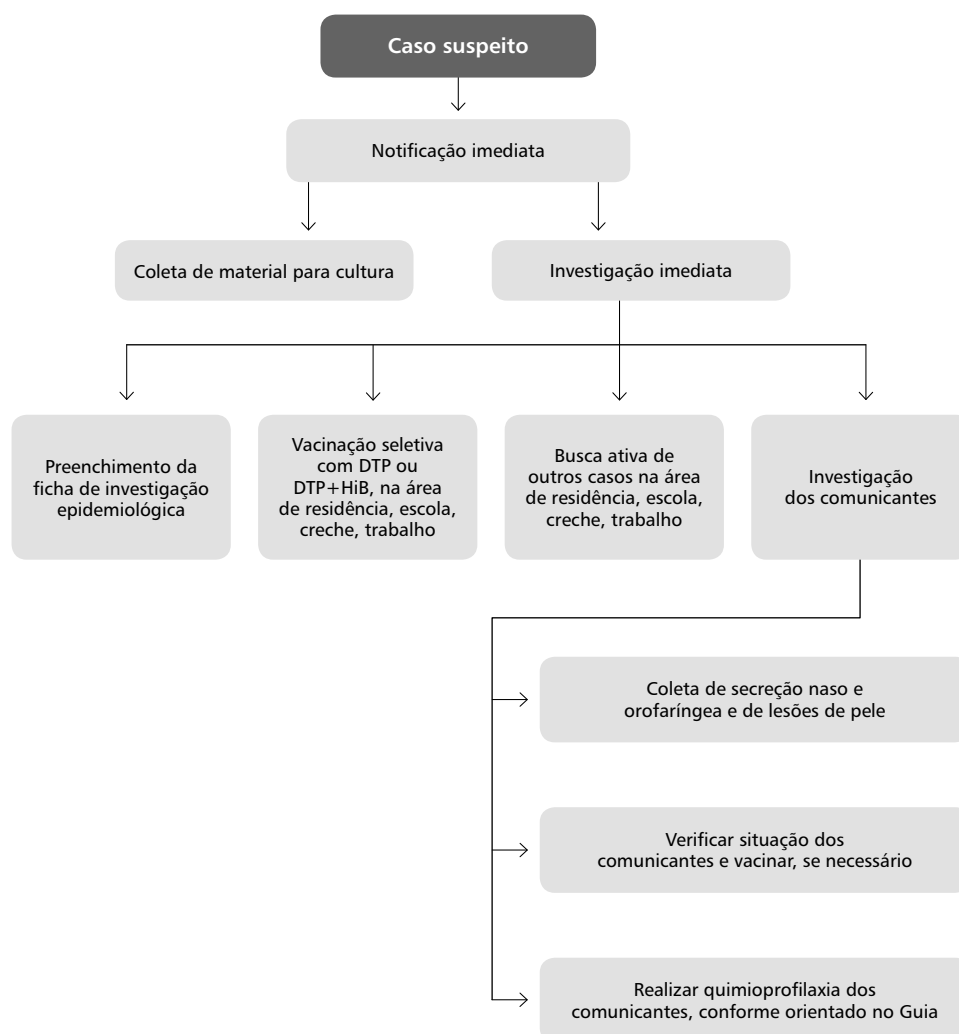 Caso suspeito
Notificação imediata
Coleta de material para cultura
Investigação imediata
Preenchimento da
ficha de investigação
epidemiológica
Vacinação seletiva
com DTP ou
DTP+HiB, na área
de residência, escola,
creche, trabalho
Busca ativa de
outros casos na área
de residência, escola,
creche, trabalho
Investigação
dos comunicantes
Coleta de secreção naso e
orofaríngea e de lesões de pele
Verificar situação dos
comunicantes e vacinar, se necessário
Realizar quimioprofilaxia dos
comunicantes, conforme orientado no Guia